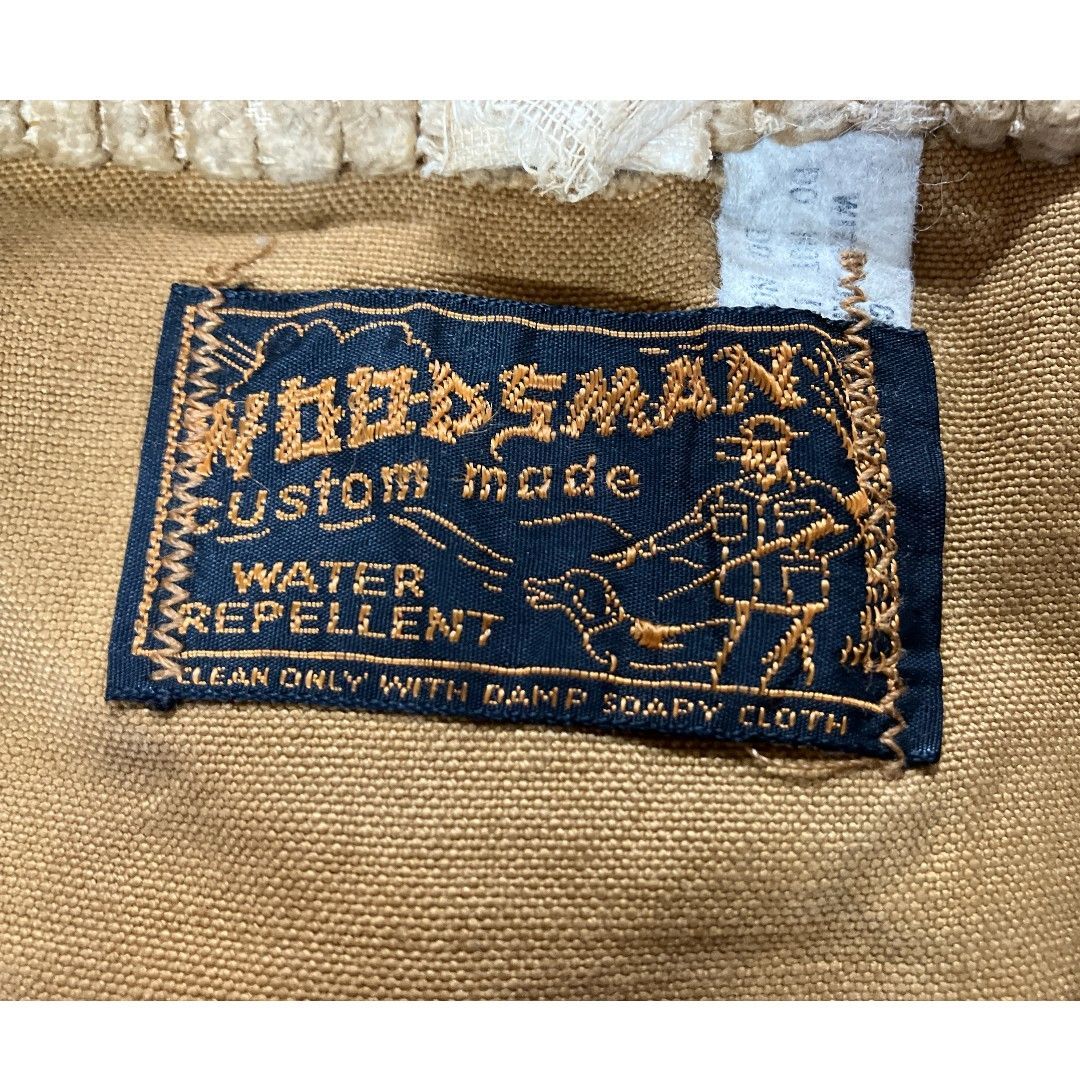 WOODSMAN
custom made
WATER
REPELLENT
CLEAN ONLY WITH DAMP SOAPY CLOTH